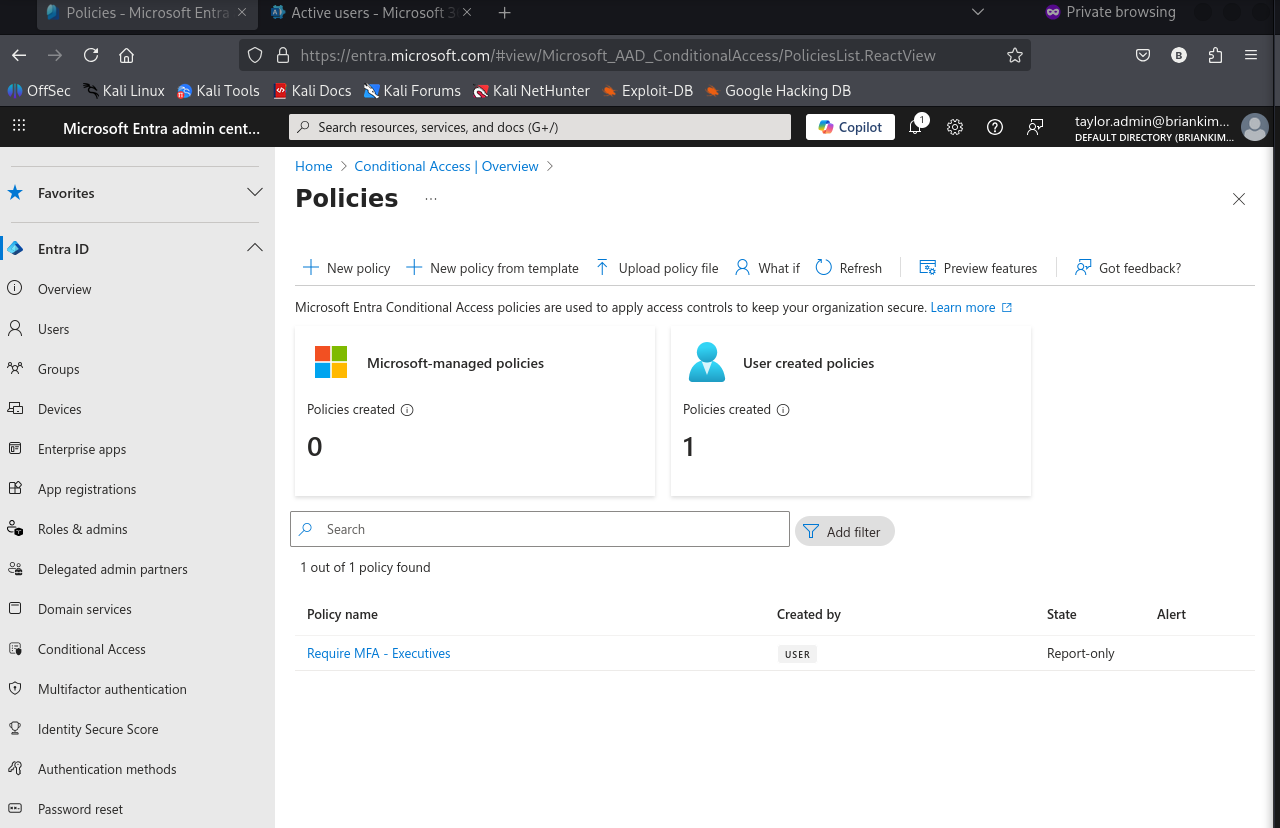 Policies - Microsoft Entra
Active users - Microsoft 3
Private browsing
https://entra.microsoft.com/#view/Microsoft_AAD_ConditionalAccess/PoliciesList.ReactView
B
OffSec Kali Linux Kali Tools Kali Docs Kali Forums Kali NetHunter Exploit-DB Google Hacking DB
Microsoft Entra admin cent...
Search resources, services, and docs (G+/)
Copilot
1
taylor.admin@briankim...
DEFAULT DIRECTORY (BRIANKIM...
Favorites
Entra ID
Overview
Users
Groups
Devices
Enterprise apps
App registrations
Roles & admins
Delegated admin partners
Domain services
Conditional Access
Multifactor authentication
Identity Secure Score
Authentication methods
Password reset
Home > Conditional Access | Overview >
Policies ...
New policy New policy from template Upload policy file What if Refresh Preview features Got feedback?
Microsoft Entra Conditional Access policies are used to apply access controls to keep your organization secure. Learn more
Microsoft-managed policies
Policies created
0
User created policies
Policies created
1
Search
Add filter
1 out of 1 policy found
Policy name Created by State Alert
Require MFA - Executives USER Report-only